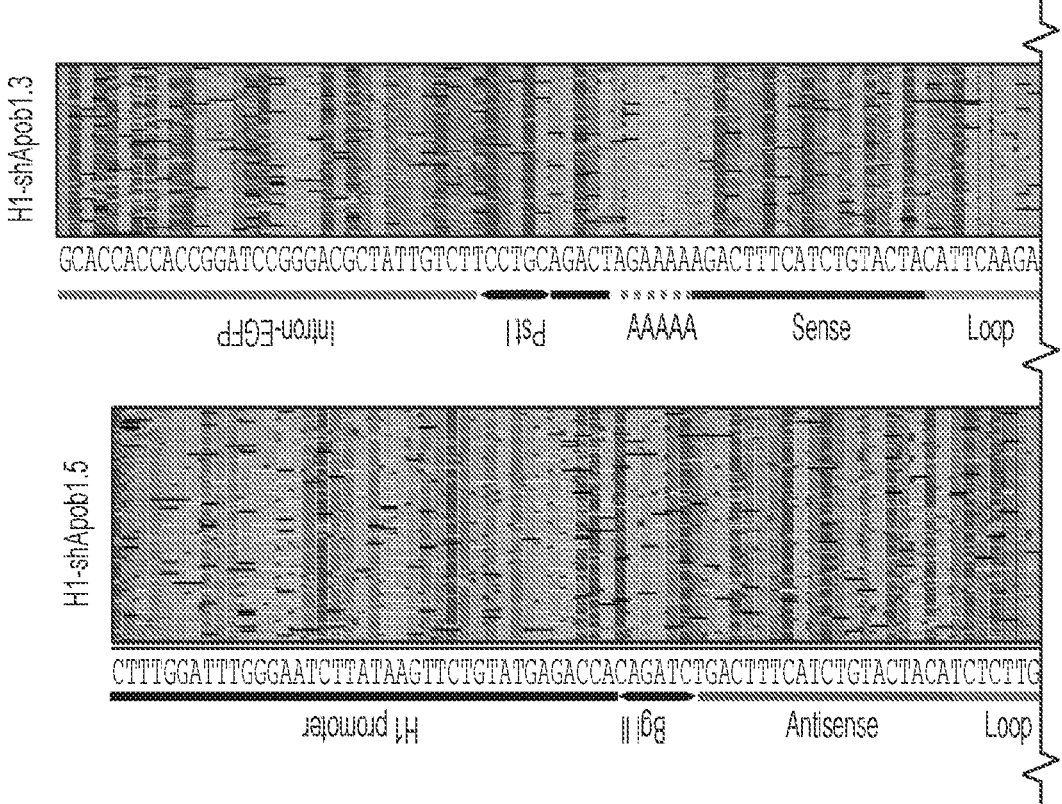 H1-shApob1.3
GCACCACCACCGGATCCGGGACGCTATTGTCTTCCTGCAGACTAGAAAAAGACTTTCATCTGTACTACATTCAAGA
Intron-EGFP
Pst I
AAAAA
Sense
Loop
H1-shApob1.5
CTTTGGATTTGGGAATCTTATAAGTTCTGTATGAGACCACAGATCTGACTTTCATCTGTACTACATCTCTTG
H1 promoter
Bgl II
Antisense
Loop